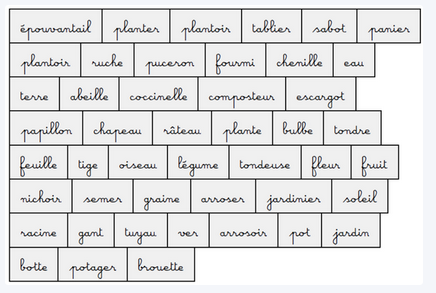 épouvantail planter plantoir tablier sabot panier
plantoir ruche puceron fourmi chenille eau
terre abeille coccinelle composteur escargot
papillon chapeau râteau plante bulbe tondre
feuille tige oiseau légume tondeuse fleur fruit
nichoir semer graine arroser jardinier soleil
racine gant tuyau ver arrosoir pot jardin
botte potager brouette